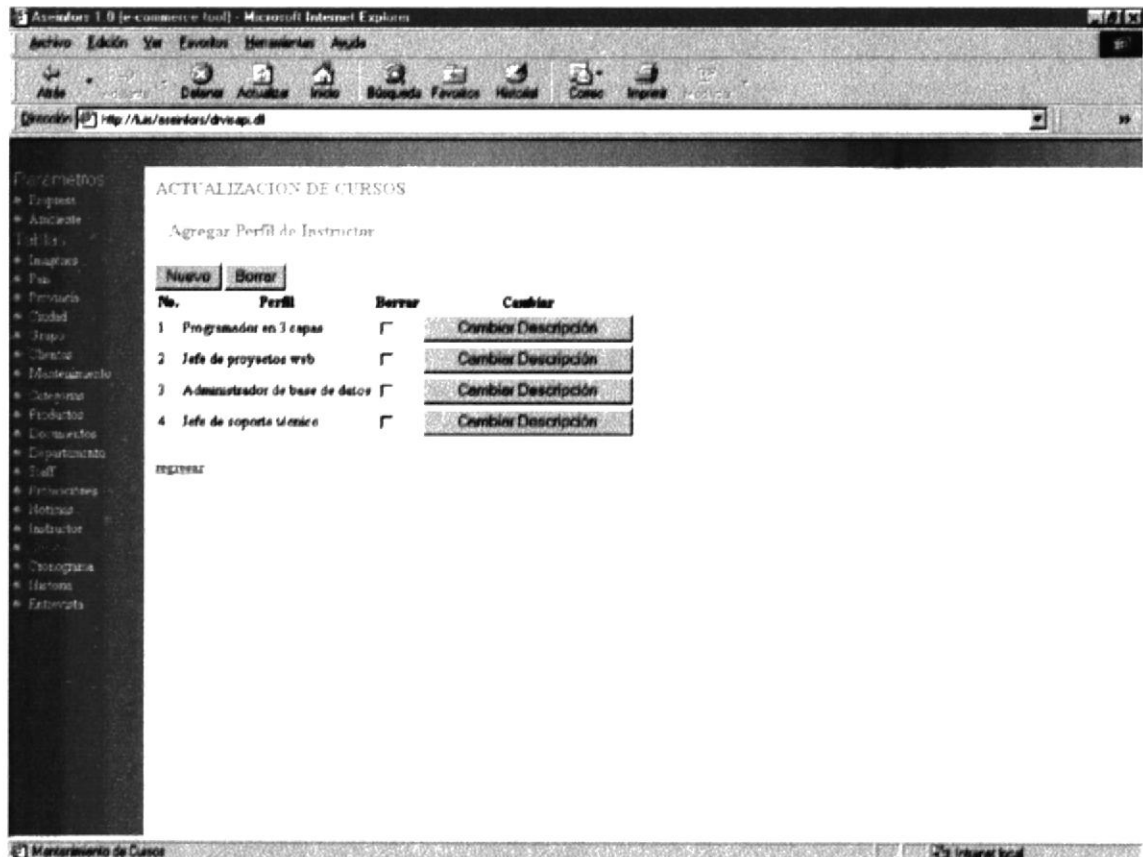 Aseinfors 1.0 [e-commerce tool] - Microsoft Internet Explorer
Archivo Edición Ver Favoritos Herramientas Ayuda
Atrás Detener Actualizar Inicio Búsqueda Favoritos Historial Correo Imprimir
Dirección http://luis/aseinfors/drvisapi.dll
Parámetros
Empresa
Ambiente
Tablas
Imagenes
Pais
Provincia
Ciudad
Grupo
Clientes
Mantenimiento
Categorias
Productos
Documentos
Departamento
Staff
Noticias
Instructor
Cronograma
Historia
Entrevista
ACTUALIZACION DE CURSOS
Agregar Perfil de Instructor
Nuevo Borrar
No. Perfil Borrar Cambiar
1 Programador en 3 capas Cambiar Descripción
2 Jefe de proyectos web Cambiar Descripción
3 Administrador de base de datos Cambiar Descripción
4 Jefe de soporte técnico Cambiar Descripción
regresar
Mantenimiento de Cursos Intranet local